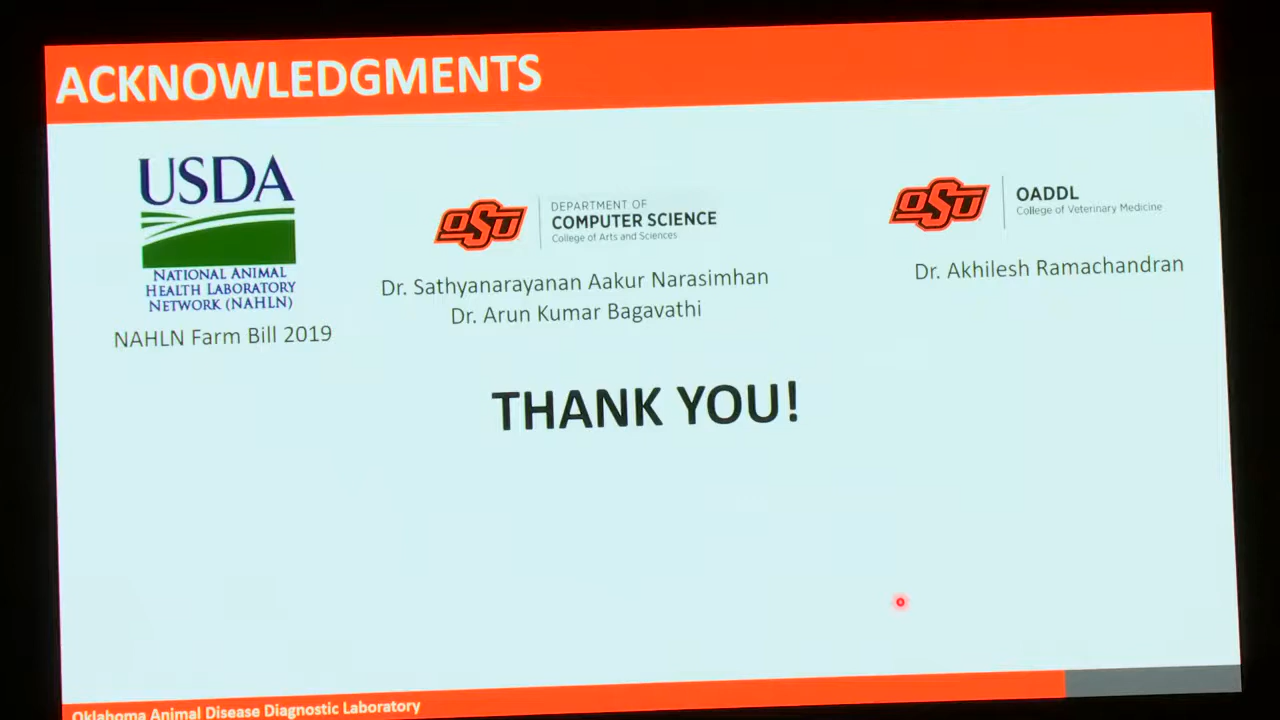 ACKNOWLEDGMENTS
USDA
NATIONAL ANIMAL
HEALTH LABORATORY
NETWORK (NAHLN)
NAHLN Farm Bill 2019
OSU
DEPARTMENT OF
COMPUTER SCIENCE
College of Arts and Sciences
Dr. Sathyanarayanan Aakur Narasimhan
Dr. Arun Kumar Bagavathi
OSU
OADDL
College of Veterinary Medicine
Dr. Akhilesh Ramachandran
THANK YOU!
Oklahoma Animal Disease Diagnostic Laboratory